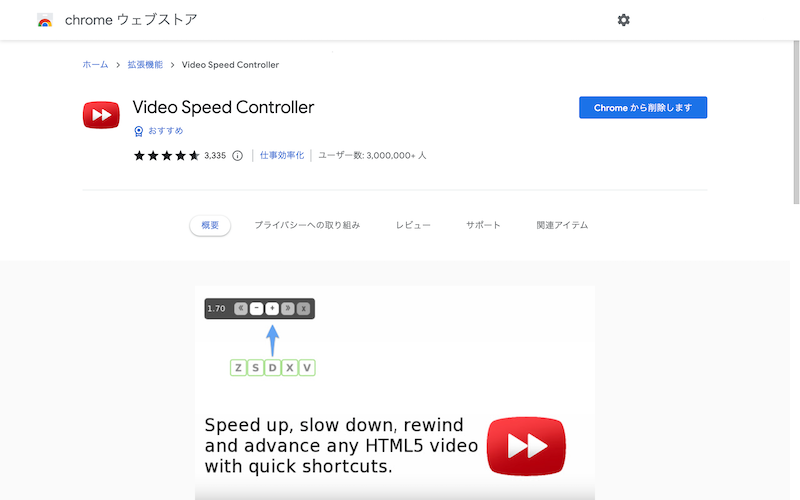 chrome ウェブストア
ホーム > 拡張機能 > Video Speed Controller
Video Speed Controller
Chrome から削除します
おすすめ
3,335 仕事効率化 ユーザー数: 3,000,000+ 人
概要 プライバシーへの取り組み レビュー サポート 関連アイテム
1.70 « − + » x
Z S D X V
Speed up, slow down, rewind
and advance any HTML5 video
with quick shortcuts.